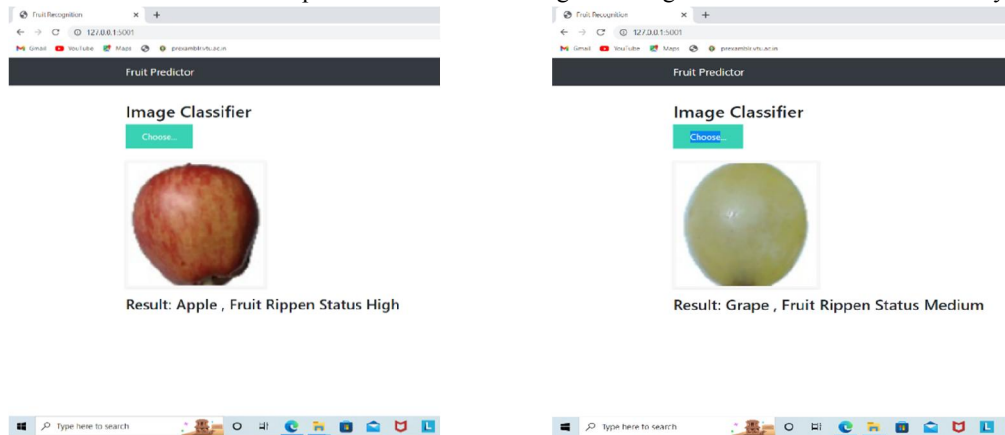 Fruit Recognition
127.0.0.1:5001
Gmail YouTube Maps
Fruit Predictor
Image Classifier
Choose...
Result: Apple , Fruit Rippen Status High
Type here to search
Fruit Recognition
127.0.0.1:5001
Gmail YouTube Maps
Fruit Predictor
Image Classifier
Choose...
Result: Grape , Fruit Rippen Status Medium
Type here to search